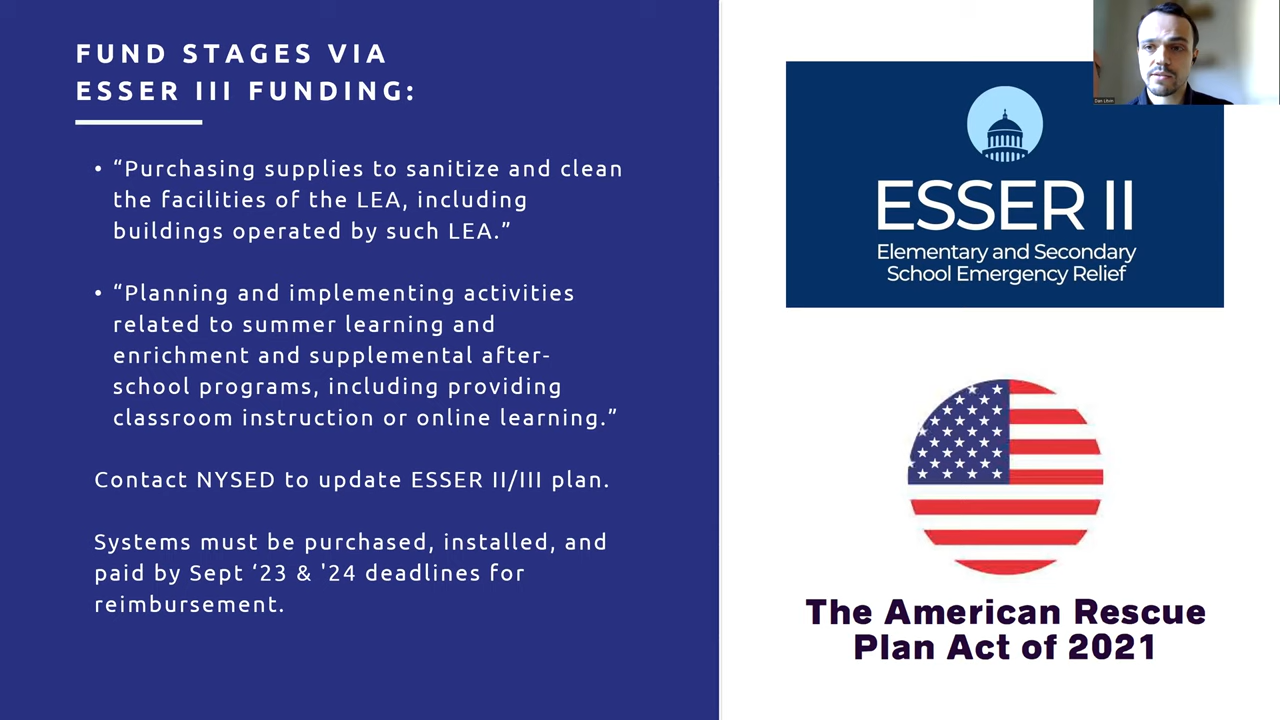 FUND STAGES VIA
ESSER III FUNDING:
• “Purchasing supplies to sanitize and clean
the facilities of the LEA, including
buildings operated by such LEA.”
• “Planning and implementing activities
related to summer learning and
enrichment and supplemental after-
school programs, including providing
classroom instruction or online learning.”
Contact NYSED to update ESSER II/III plan.
Systems must be purchased, installed, and
paid by Sept ‘23 & '24 deadlines for
reimbursement.
ESSER II
Elementary and Secondary
School Emergency Relief
The American Rescue
Plan Act of 2021